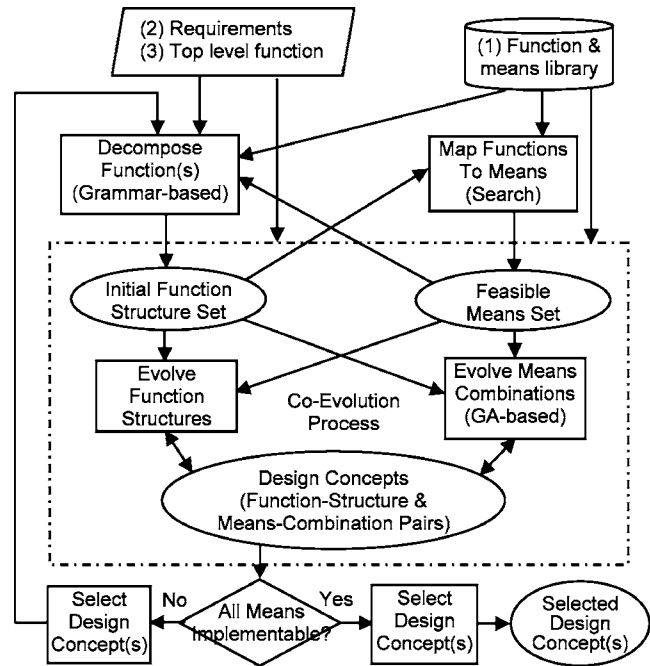 (2) Requirements
(3) Top level function
(1) Function &
means library
Decompose
Function(s)
(Grammar-based)
Map Functions
To Means
(Search)
Initial Function
Structure Set
Feasible
Means Set
Evolve
Function
Structures
Co-Evolution
Process
Evolve Means
Combinations
(GA-based)
Design Concepts
(Function-Structure &
Means-Combination Pairs)
Select
Design
Concept(s)
No
All Means
Implementable?
Yes
Select
Design
Concept(s)
Selected
Design
Concept(s)